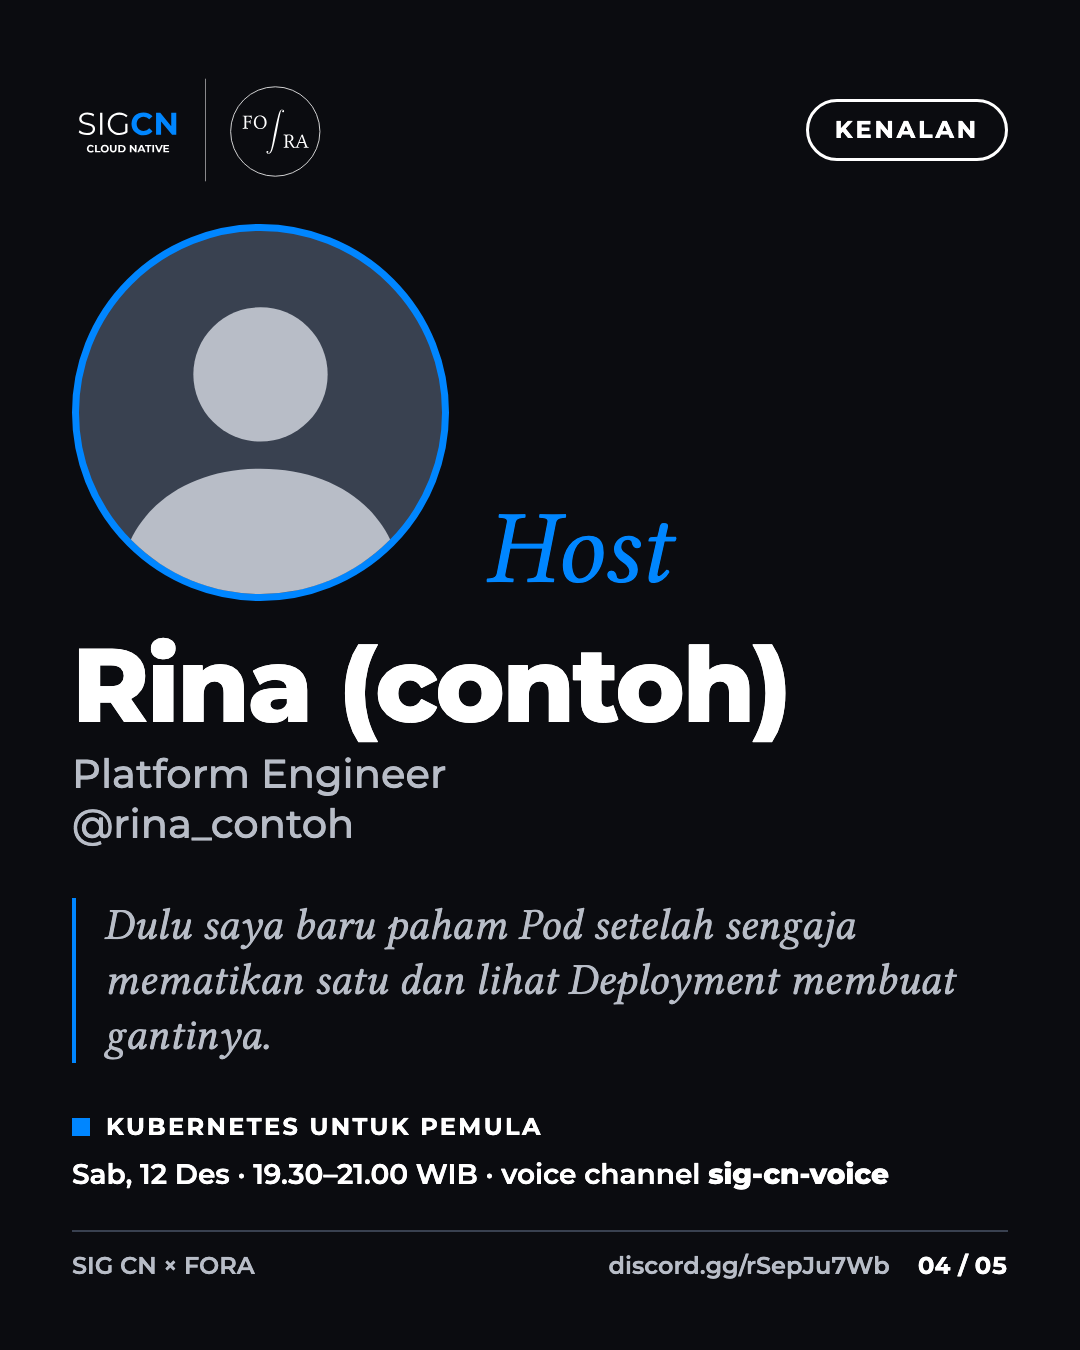 SIGCN
CLOUD NATIVE
FO
RA
KENALAN
Host
Rina (contoh)
Platform Engineer
@rina_contoh
Dulu saya baru paham Pod setelah sengaja
mematikan satu dan lihat Deployment membuat
gantinya.
KUBERNETES UNTUK PEMULA
Sab, 12 Des · 19.30–21.00 WIB · voice channel sig-cn-voice
SIG CN × FORA
discord.gg/rSepJu7Wb 04 / 05